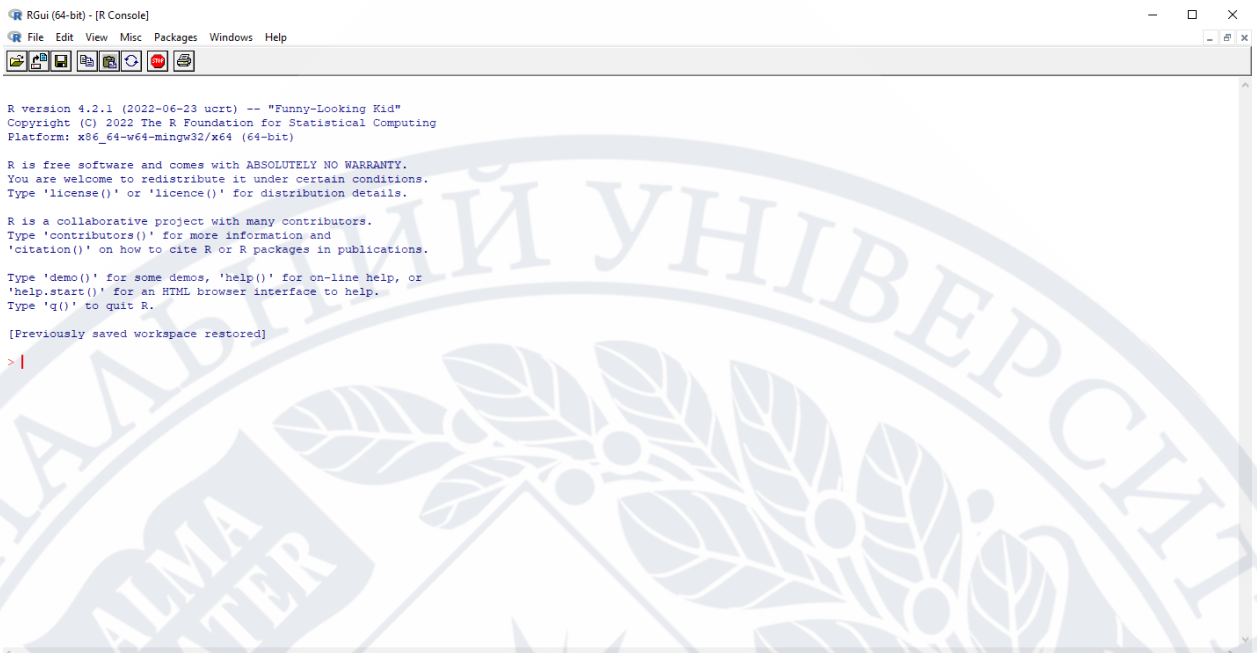 RGui (64-bit) - [R Console]
File Edit View Misc Packages Windows Help
STOP
R version 4.2.1 (2022-06-23 ucrt) -- "Funny-Looking Kid"
Copyright (C) 2022 The R Foundation for Statistical Computing
Platform: x86_64-w64-mingw32/x64 (64-bit)
R is free software and comes with ABSOLUTELY NO WARRANTY.
You are welcome to redistribute it under certain conditions.
Type 'license()' or 'licence()' for distribution details.
R is a collaborative project with many contributors.
Type 'contributors()' for more information and
'citation()' on how to cite R or R packages in publications.
Type 'demo()' for some demos, 'help()' for on-line help, or
'help.start()' for an HTML browser interface to help.
Type 'q()' to quit R.
[Previously saved workspace restored]
>
АЛЬНИЙ УНІВЕРСИТ
ALMA
MATER